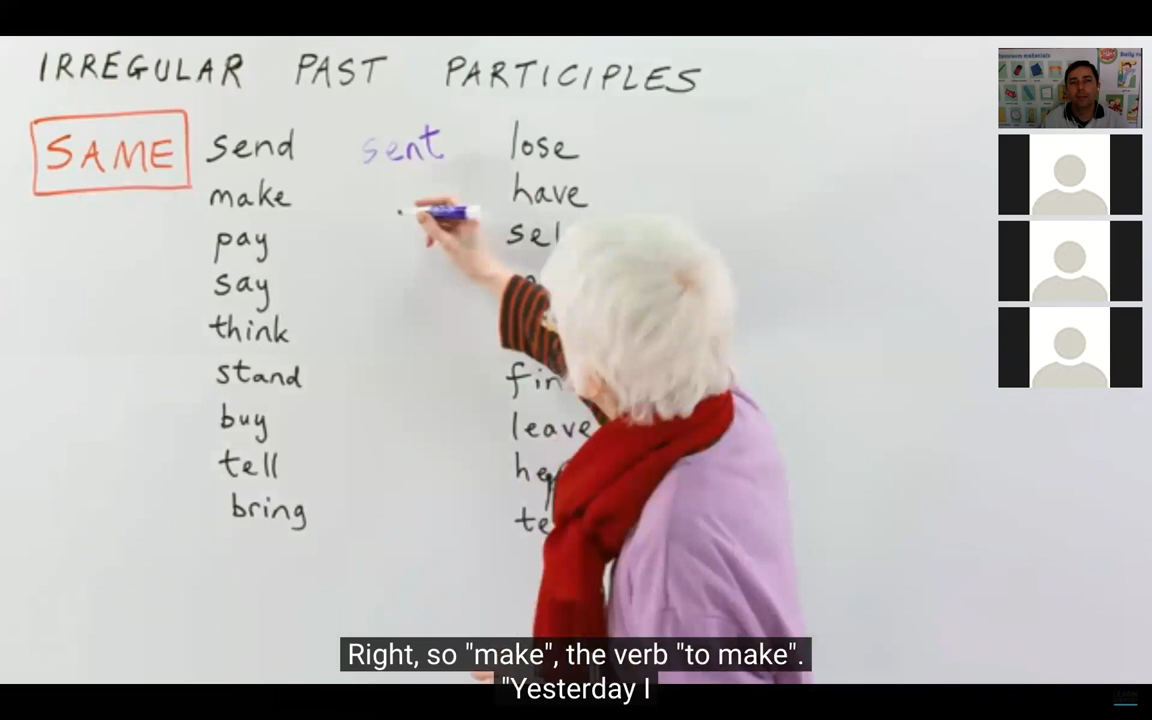 IRREGULAR PAST PARTICIPLES
SAME send sent lose
make have
pay
say
think
stand
buy leave
tell
bring
Right, so "make", the verb "to make".
"Yesterday I